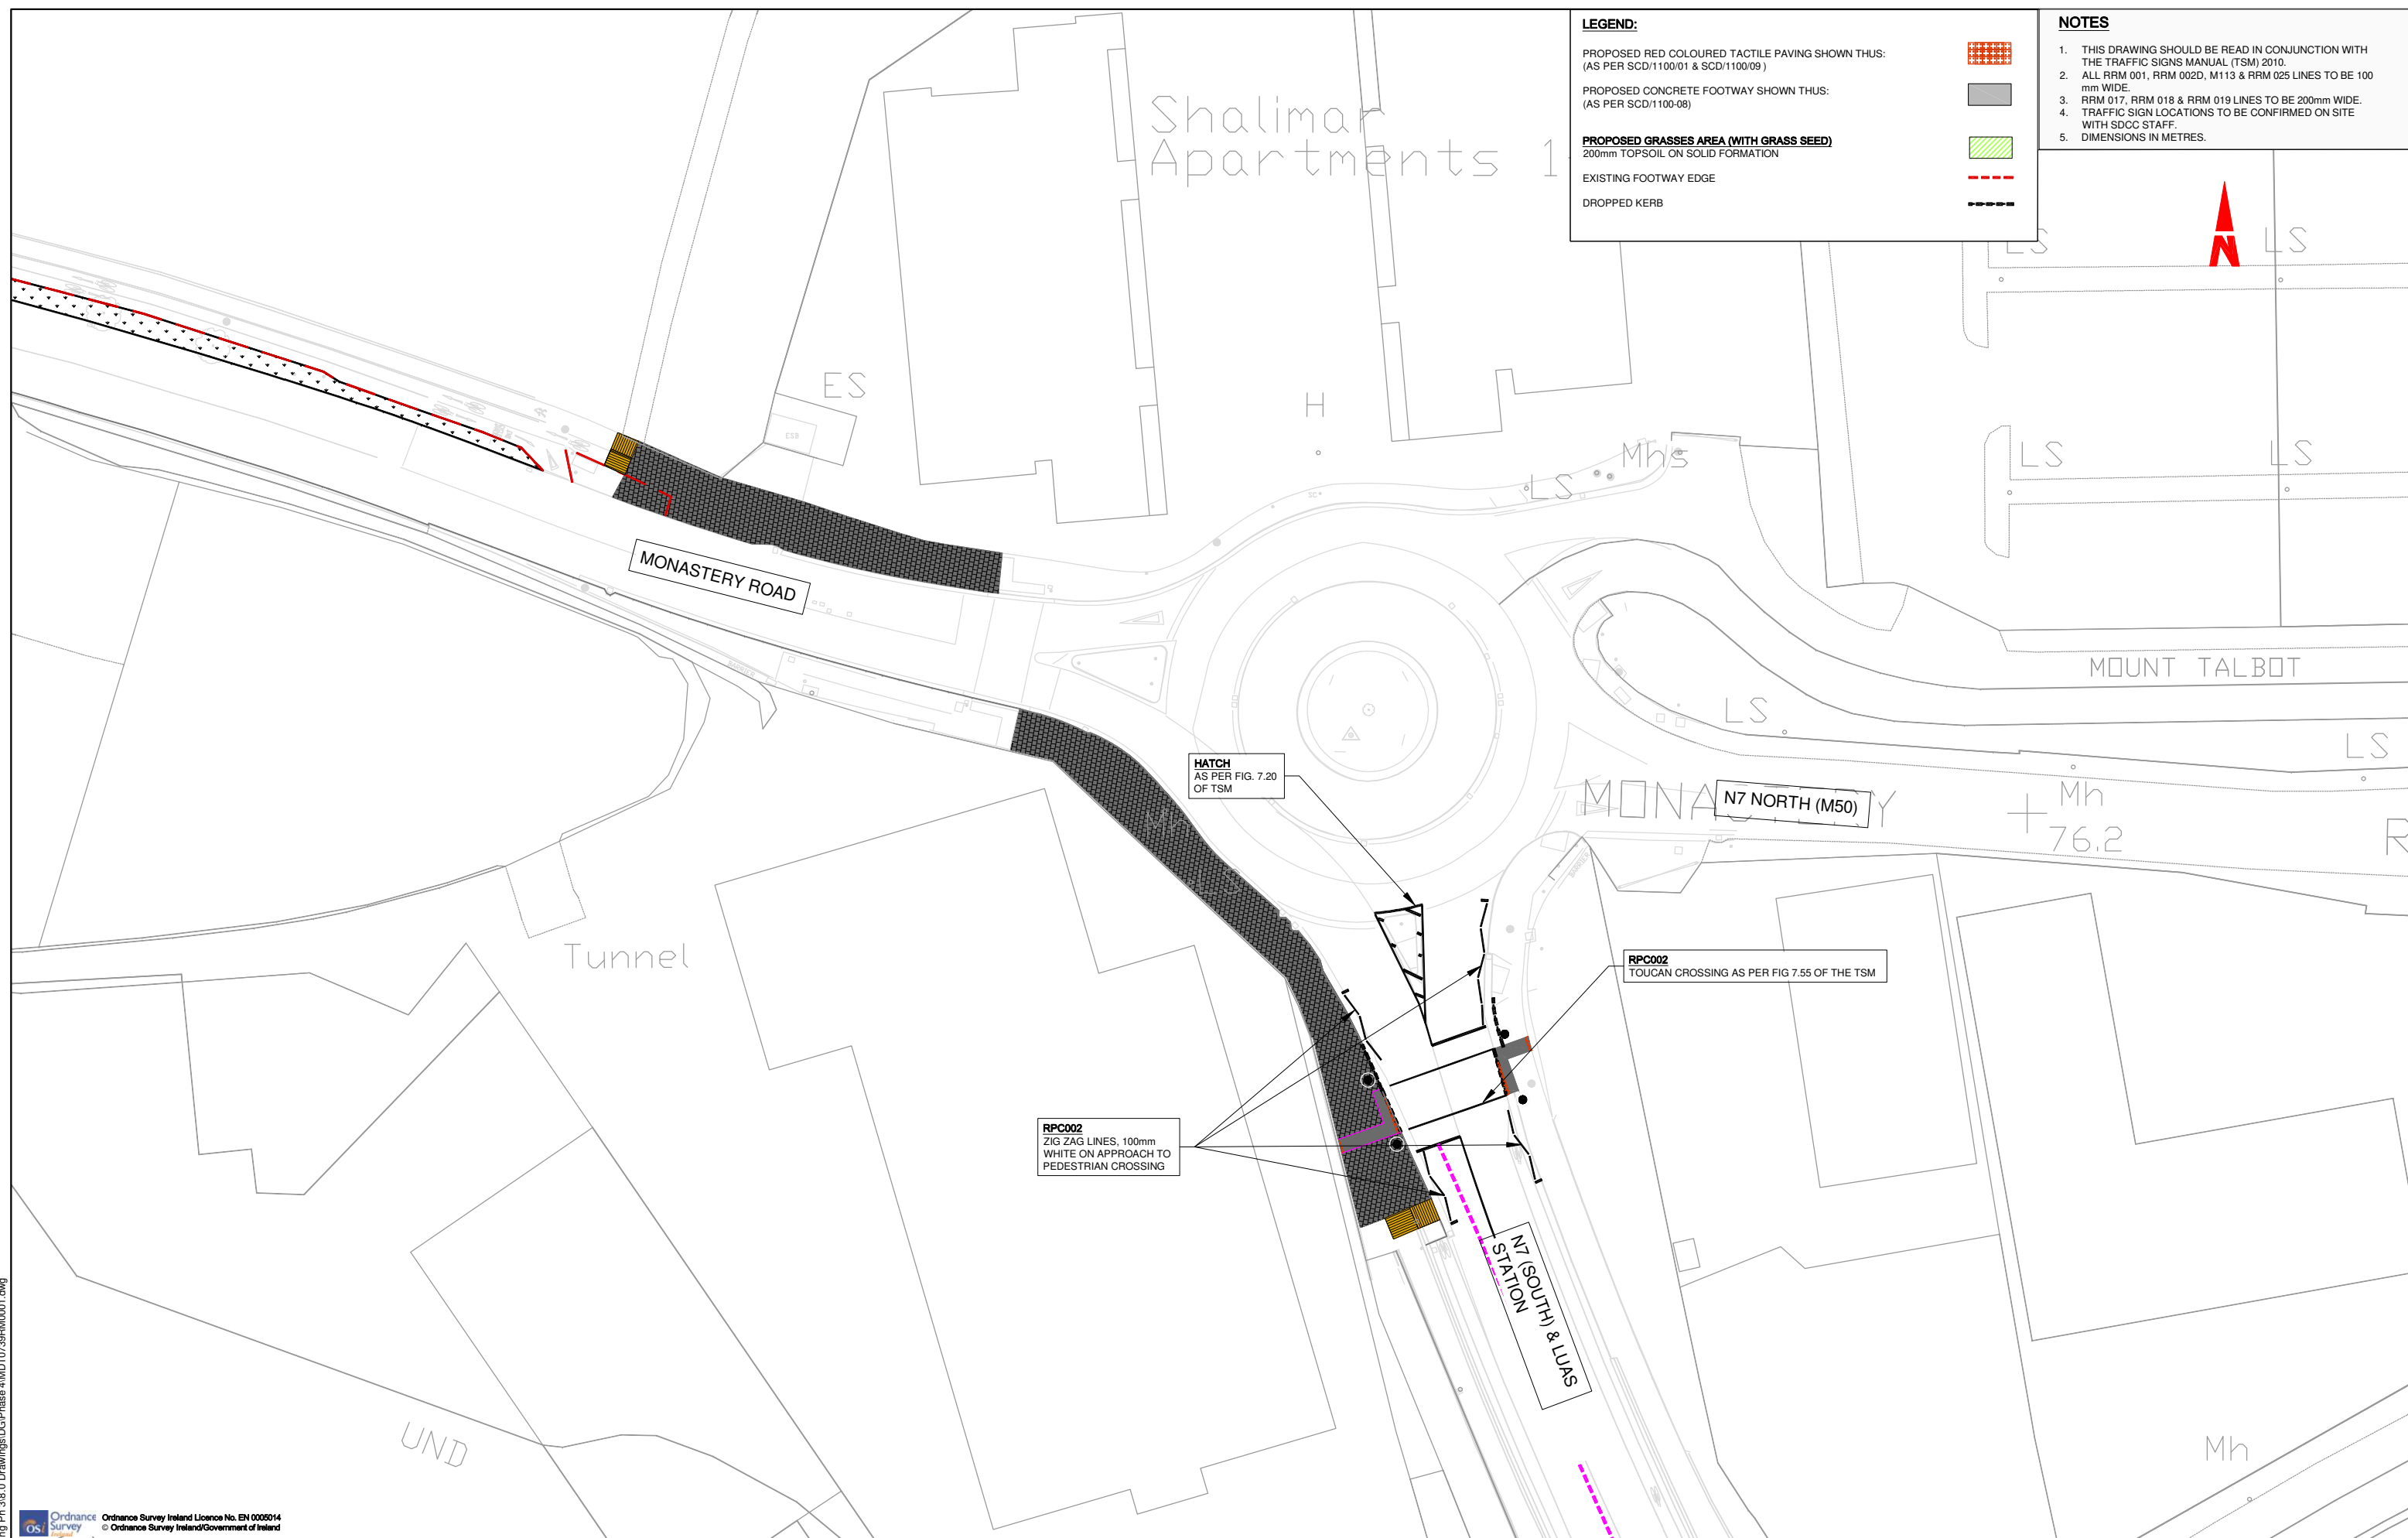 LEGEND:
PROPOSED RED COLOURED TACTILE PAVING SHOWN THUS:
(AS PER SCD/1100/01 & SCD/1100/09 )
PROPOSED CONCRETE FOOTWAY SHOWN THUS:
(AS PER SCD/1100-08)
PROPOSED GRASSES AREA (WITH GRASS SEED)
200mm TOPSOIL ON SOLID FORMATION
EXISTING FOOTWAY EDGE
DROPPED KERB
NOTES
1. THIS DRAWING SHOULD BE READ IN CONJUNCTION WITH
THE TRAFFIC SIGNS MANUAL (TSM) 2010.
2. ALL RRM 001, RRM 002D, M113 & RRM 025 LINES TO BE 100
mm WIDE.
3. RRM 017, RRM 018 & RRM 019 LINES TO BE 200mm WIDE.
4. TRAFFIC SIGN LOCATIONS TO BE CONFIRMED ON SITE
WITH SDCC STAFF.
5. DIMENSIONS IN METRES.
N
Shalimar
Apartments 1
LS
LS
ES
ESB
H
Mhs
LS
LS
LS
MONASTERY ROAD
MOUNT TALBOT
LS
LS
BARRIER
HATCH
AS PER FIG. 7.20
OF TSM
N7 NORTH (M50)
Mh
76.2
R
BARRIER
Tunnel
RPC002
TOUCAN CROSSING AS PER FIG 7.55 OF THE TSM
RPC002
ZIG ZAG LINES, 100mm
WHITE ON APPROACH TO
PEDESTRIAN CROSSING
N7 (SOUTH) & LUAS
STATION
UND
Mh
osi
Ordnance
Survey
Ireland
Ordnance Survey Ireland Licence No. EN 0005014
© Ordnance Survey Ireland/Government of Ireland